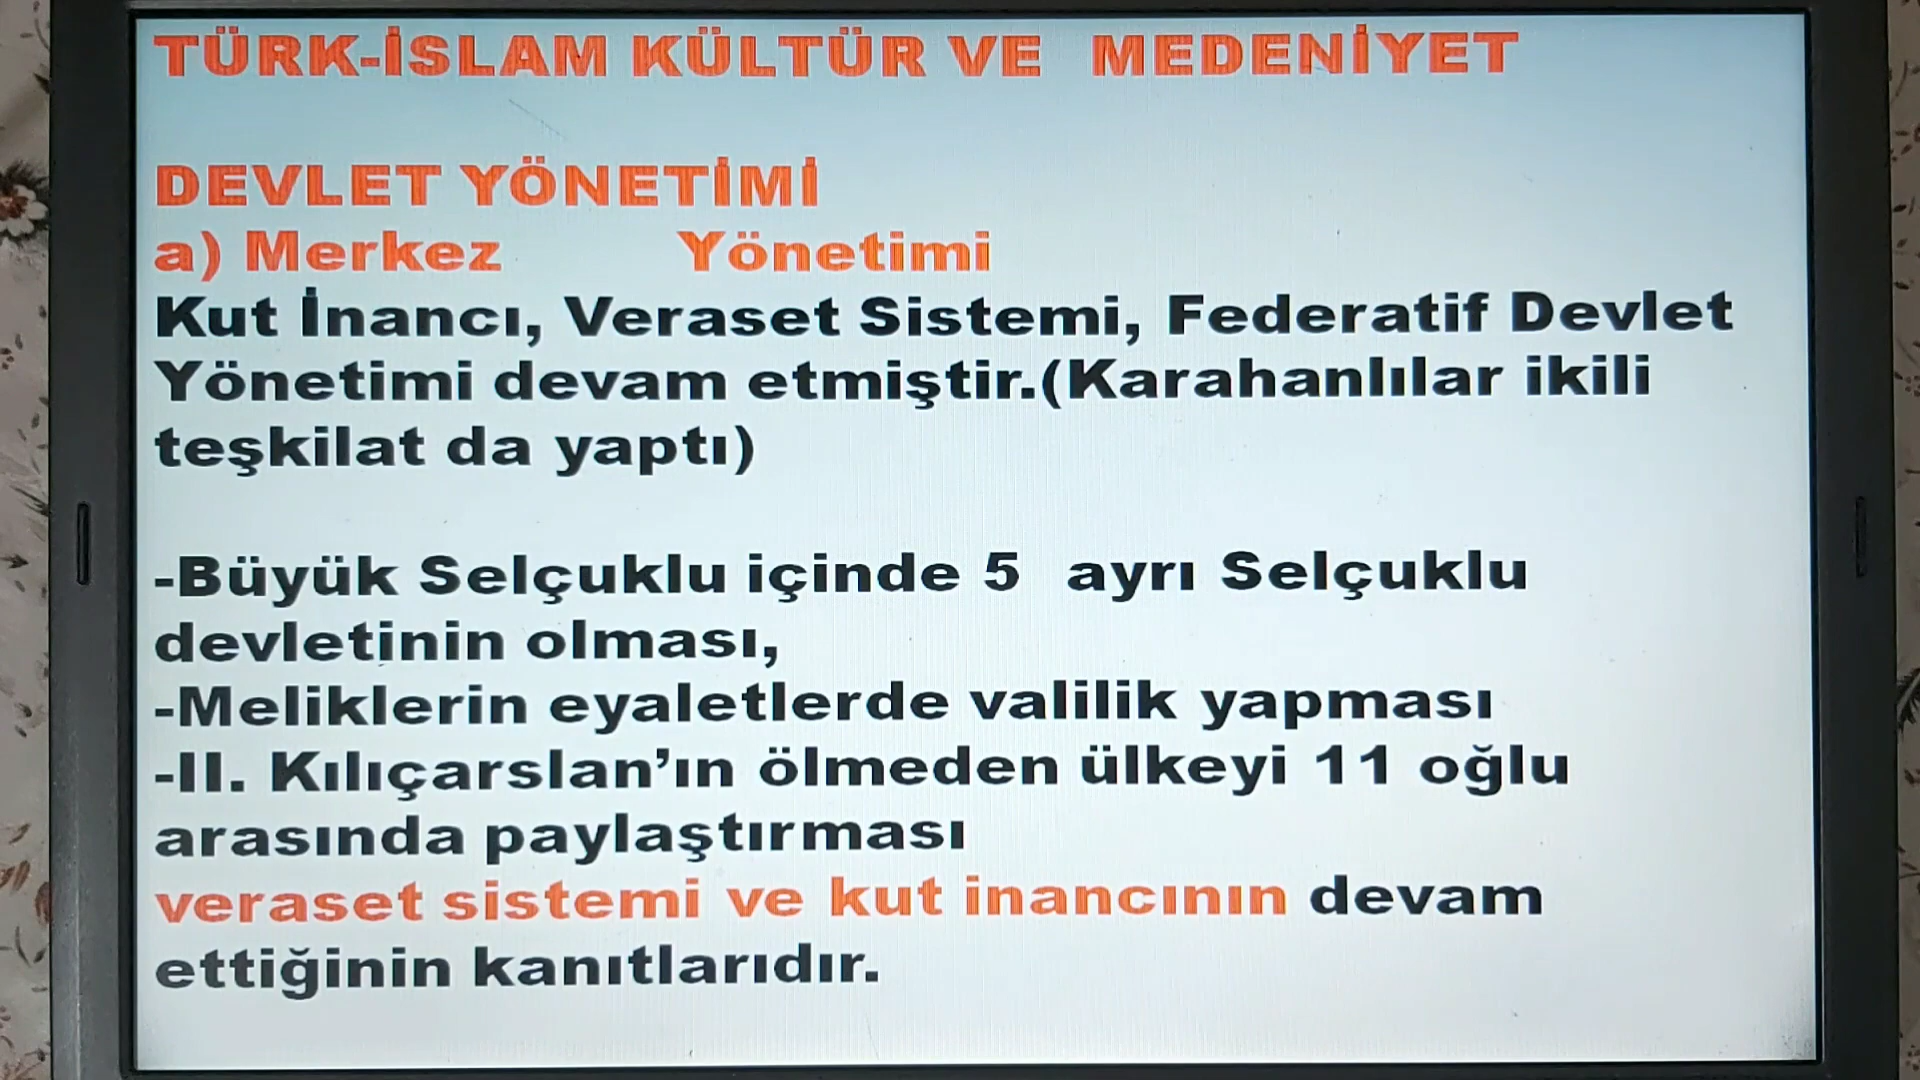 TÜRK-İSLAM KÜLTÜR VE MEDENİYET
DEVLET YÖNETİMİ
a) Merkez Yönetimi
Kut İnancı, Veraset Sistemi, Federatif Devlet
Yönetimi devam etmiştir.(Karahanlılar ikili
teşkilat da yaptı)
-Büyük Selçuklu içinde 5 ayrı Selçuklu
devletinin olması,
-Meliklerin eyaletlerde valilik yapması
-II. Kılıçarslan’ın ölmeden ülkeyi 11 oğlu
arasında paylaştırması
veraset sistemi ve kut inancının devam
ettiğinin kanıtlarıdır.